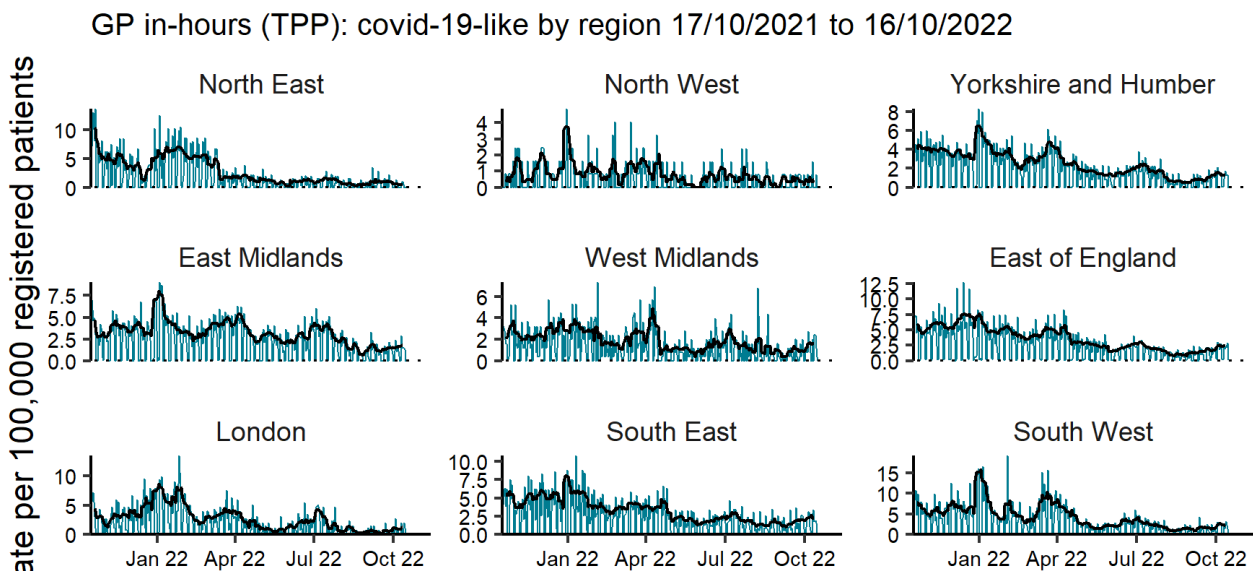 GP in-hours (TPP): covid-19-like by region 17/10/2021 to 16/10/2022
ate per 100,000 registered patients
North East
10
5
0
North West
4
3
2
1
0
Yorkshire and Humber
8
6
4
2
0
East Midlands
7.5
5.0
2.5
0.0
West Midlands
6
4
2
0
East of England
12.5
10.0
7.5
5.0
2.5
0.0
London
10
5
0
South East
10.0
7.5
5.0
2.5
0.0
South West
15
10
5
0
Jan 22 Apr 22 Jul 22 Oct 22
Jan 22 Apr 22 Jul 22 Oct 22
Jan 22 Apr 22 Jul 22 Oct 22